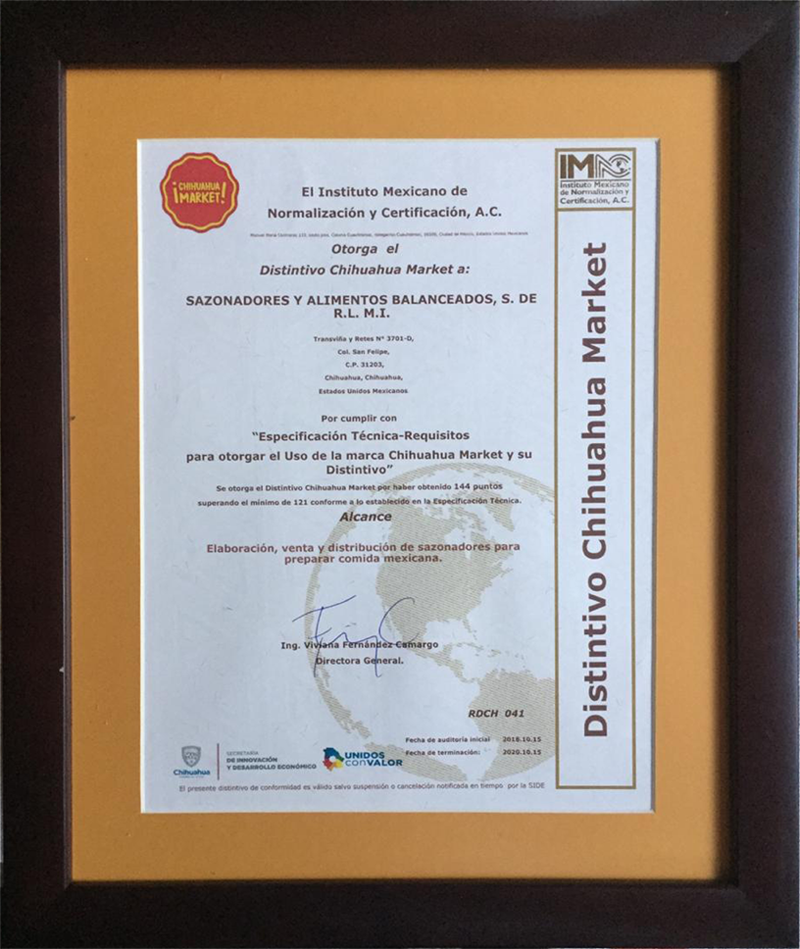 ¡CHIHUAHUA
MARKET!
IMNC
Instituto Mexicano
de Normalización y
Certificación, A.C.
El Instituto Mexicano de
Normalización y Certificación, A.C.
Otorga el
Distintivo Chihuahua Market a:
SAZONADORES Y ALIMENTOS BALANCEADOS, S. DE
R.L. M.I.
Transviña y Retes N° 3701-D,
Col. San Felipe,
C.P. 31203,
Chihuahua, Chihuahua,
Estados Unidos Mexicanos
Por cumplir con
"Especificación Técnica-Requisitos
para otorgar el Uso de la marca Chihuahua Market y su
Distintivo"
Se otorga el Distintivo Chihuahua Market por haber obtenido 144 puntos
superando el mínimo de 121 conforme a lo establecido en la Especificación Técnica.
Alcance
Elaboración, venta y distribución de sazonadores para
preparar comida mexicana.
Ing. Viviana Fernández Camargo
Directora General.
RDCH 041
Fecha de auditoria inicial 2018.10.15
Fecha de terminación: 2020.10.15
Chihuahua
SECRETARÍA
DE INNOVACIÓN
Y DESARROLLO ECONÓMICO
UNIDOS
conVALOR
El presente distintivo de conformidad es válido salvo suspensión o cancelación notificada en tiempo por la SIDE
Distintivo Chihuahua Market